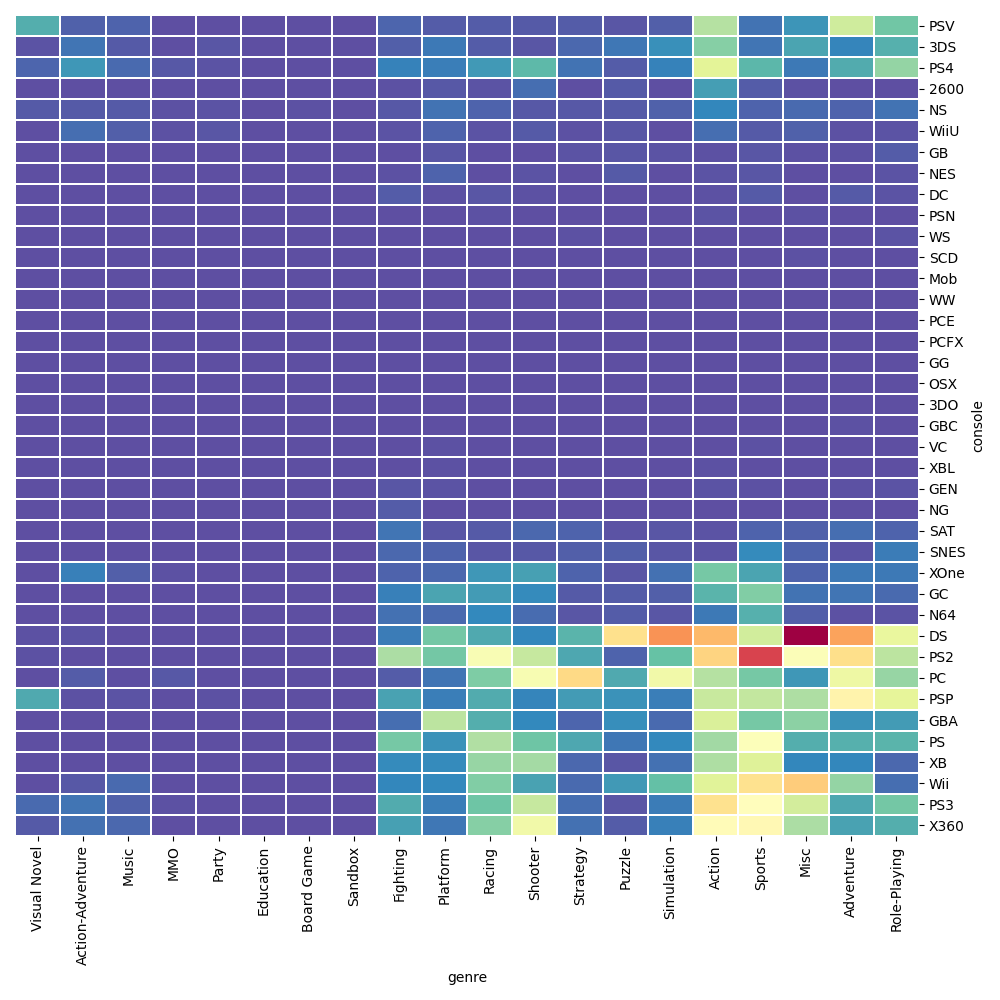 PSV
3DS
PS4
2600
NS
WiiU
GB
NES
DC
PSN
WS
SCD
Mob
WW
PCE
PCFX
GG
OSX
3DO
GBC
VC
XBL
GEN
NG
SAT
SNES
XOne
GC
N64
DS
PS2
PC
PSP
GBA
PS
XB
Wii
PS3
X360
console
Visual Novel
Action-Adventure
Music
MMO
Party
Education
Board Game
Sandbox
Fighting
Platform
Racing
Shooter
Strategy
Puzzle
Simulation
Action
Sports
Misc
Adventure
Role-Playing
genre